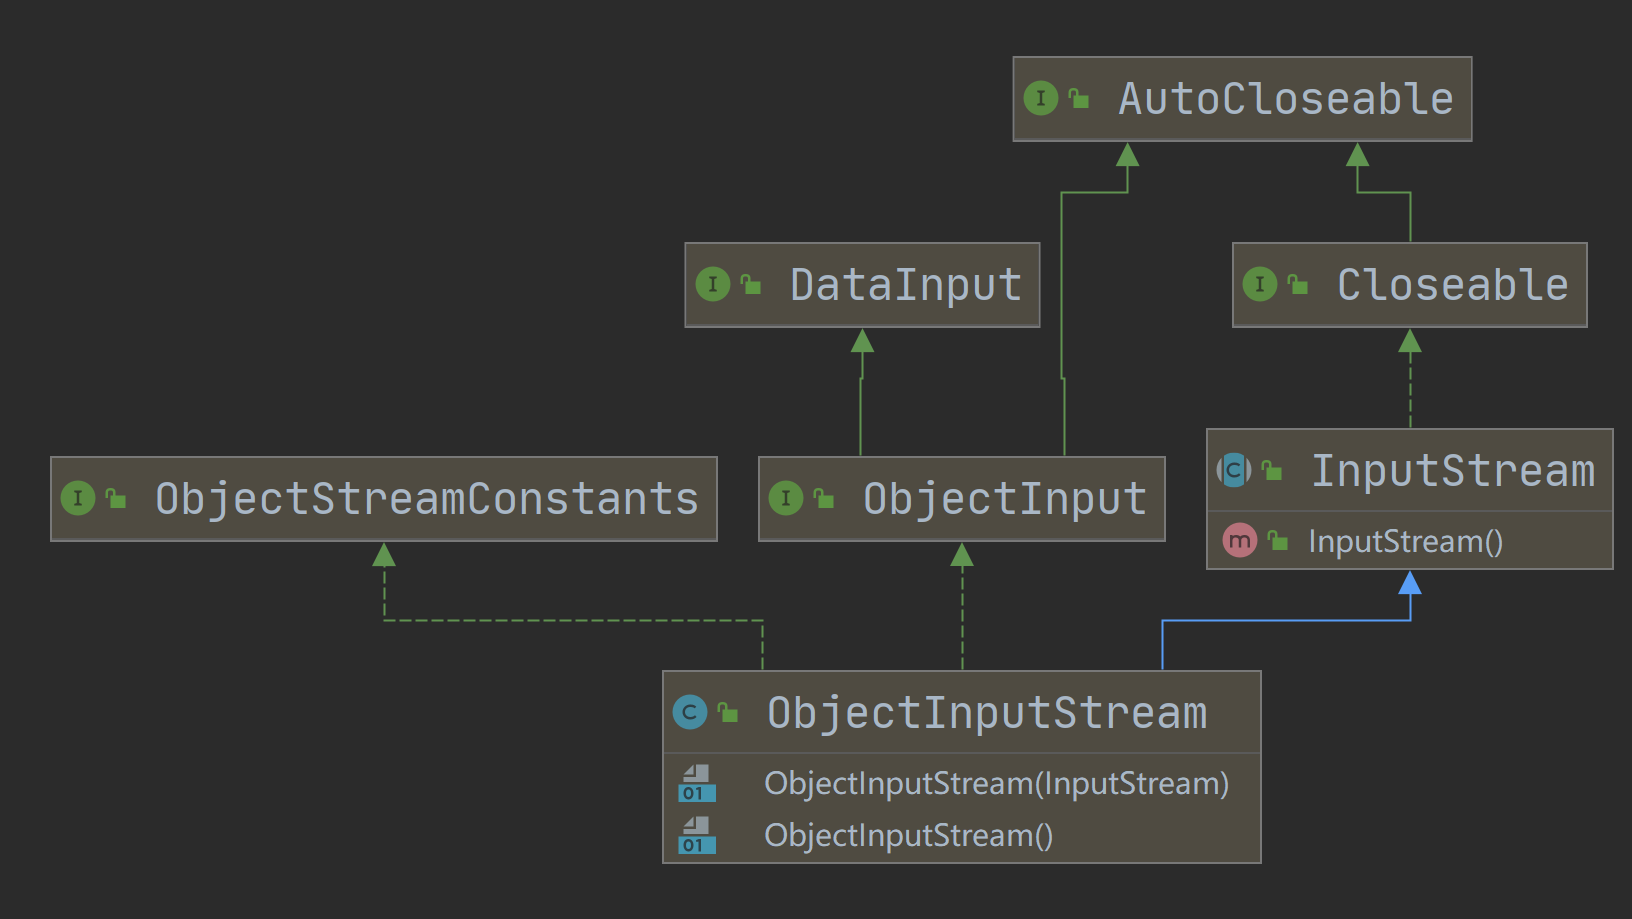 I AutoCloseable
I DataInput
I Closeable
I ObjectStreamConstants
I ObjectInput
C InputStream
m InputStream()
C ObjectInputStream
01 ObjectInputStream(InputStream)
01 ObjectInputStream()